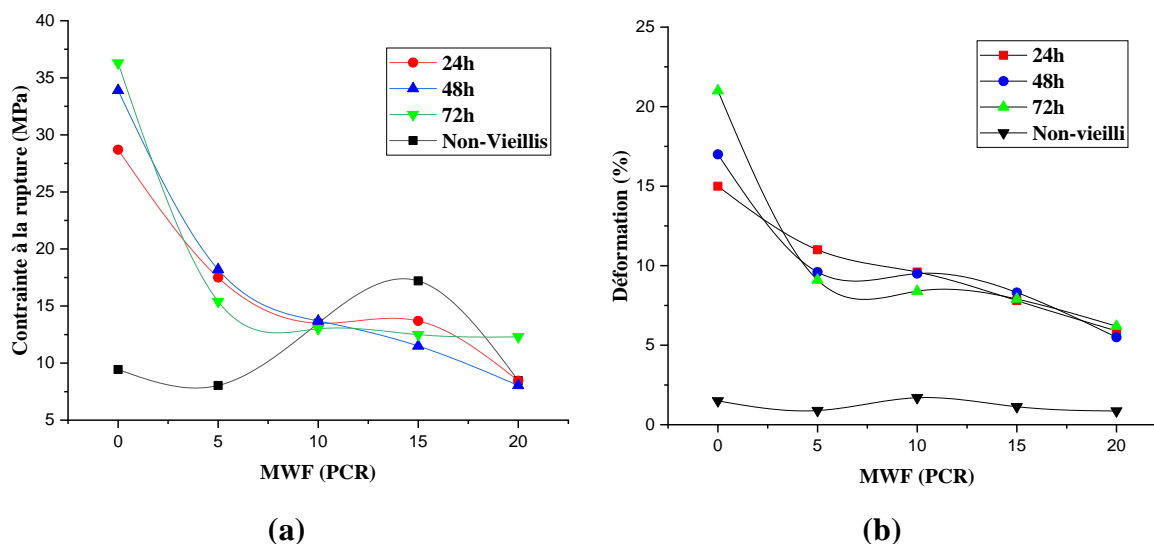 40
35
30
25
20
15
10
5
0 5 10 15 20
Contrainte à la rupture (MPa)
MWF (PCR)
24h
48h
72h
Non-Vieillis
(a)
25
20
15
10
5
0
0 5 10 15 20
Déformation (%)
MWF (PCR)
24h
48h
72h
Non-vieilli
(b)